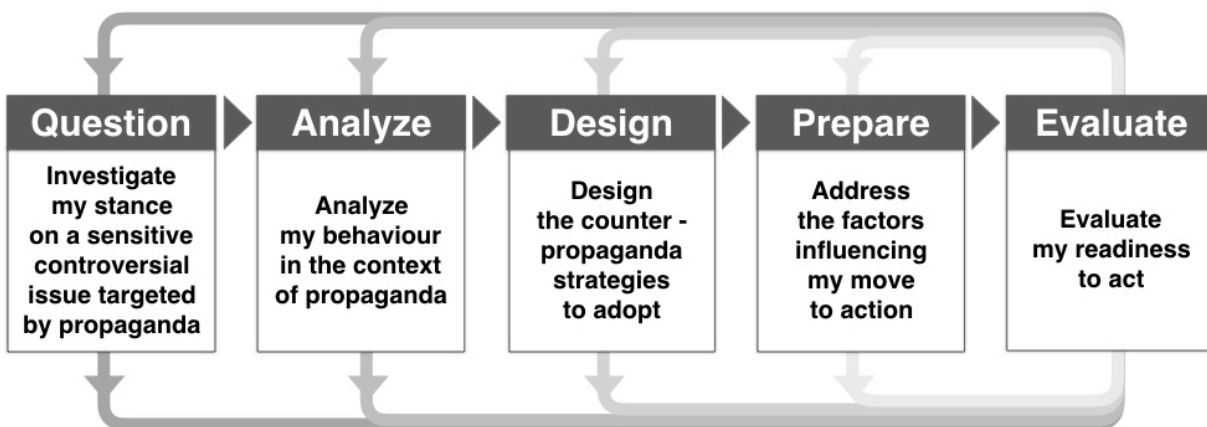 Question
Investigate
my stance
on a sensitive
controversial
issue targeted
by propaganda
Analyze
Analyze
my behaviour
in the context
of propaganda
Design
Design
the counter -
propaganda
strategies
to adopt
Prepare
Address
the factors
influencing
my move
to action
Evaluate
Evaluate
my readiness
to act